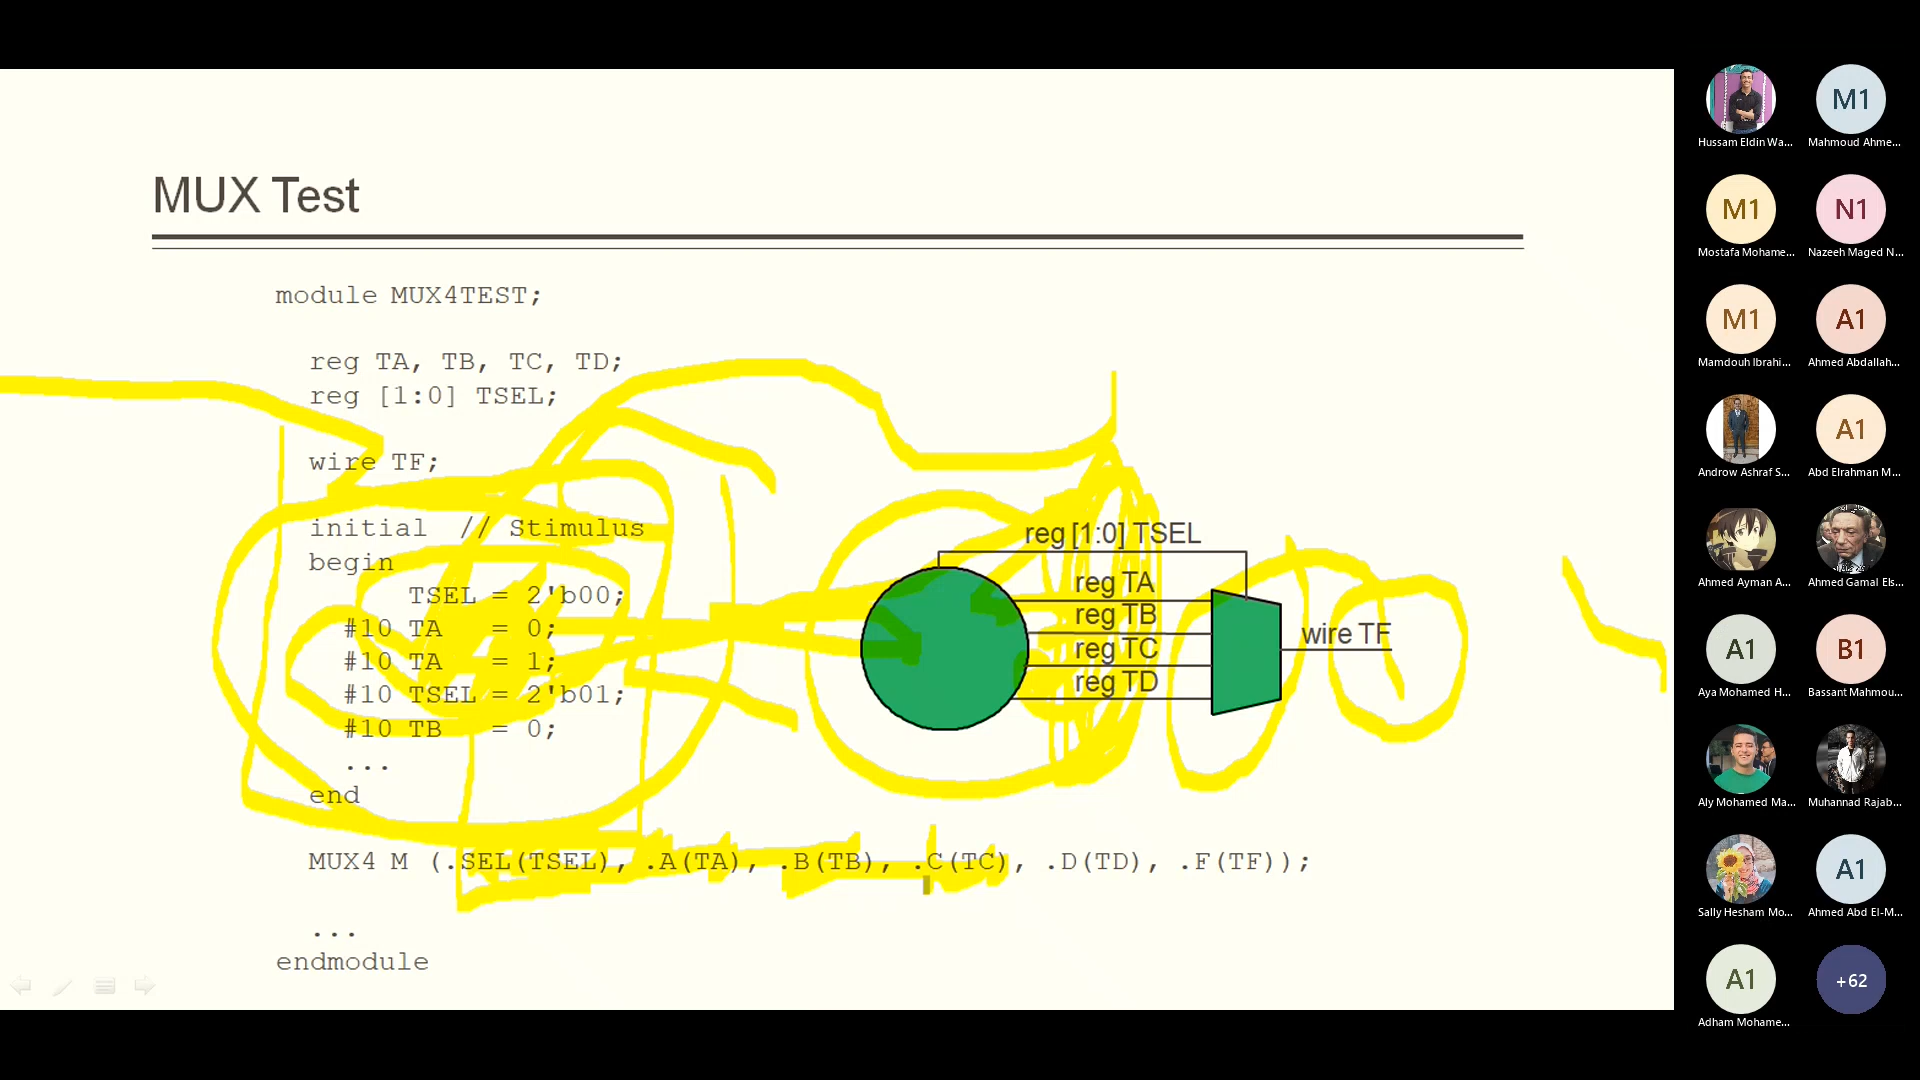 MUX Test
module MUX4TEST;
reg TA, TB, TC, TD;
reg [1:0] TSEL;
wire TF;
initial // Stimulus
begin
TSEL = 2'b00;
#10 TA = 0;
#10 TA = 1;
#10 TSEL = 2'b01;
#10 TB = 0;
...
end
MUX4 M (.SEL(TSEL), .A(TA), .B(TB), .C(TC), .D(TD), .F(TF));
...
endmodule
reg [1:0] TSEL
reg TA
reg TB
reg TC
reg TD
wire TF
Hussam Eldin Wa...
M1
Mahmoud Ahme...
M1
Mostafa Mohame...
N1
Nazeeh Maged N...
M1
Mamdouh Ibrahi...
A1
Ahmed Abdallah...
Androw Ashraf S...
A1
Abd Elrahman M...
Ahmed Ayman A...
Ahmed Gamal Els...
A1
Aya Mohamed H...
B1
Bassant Mahmou...
Aly Mohamed Ma...
Muhannad Rajab...
Sally Hesham Mo...
A1
Ahmed Abd El-M...
A1
Adham Mohame...
+62